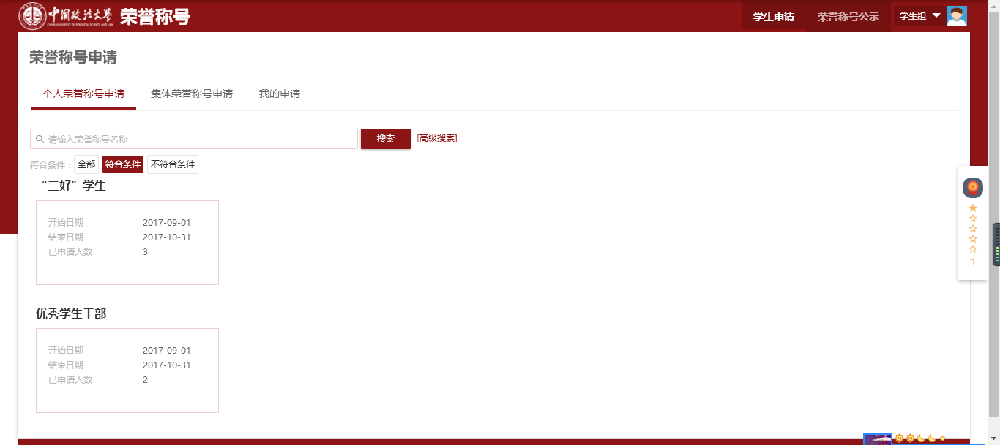 中国政法大学 荣誉称号 学生申请 荣誉称号公示 学生组
CHINA UNIVERSITY OF POLITICAL SCIENCE AND LAW
荣誉称号申请
个人荣誉称号申请 集体荣誉称号申请 我的申请
请输入荣誉称号名称 搜索 [高级搜索]
符合条件： 全部 符合条件 不符合条件
“三好”学生
开始日期 2017-09-01
结束日期 2017-10-31
已申请人数 3
1
优秀学生干部
开始日期 2017-09-01
结束日期 2017-10-31
已申请人数 2